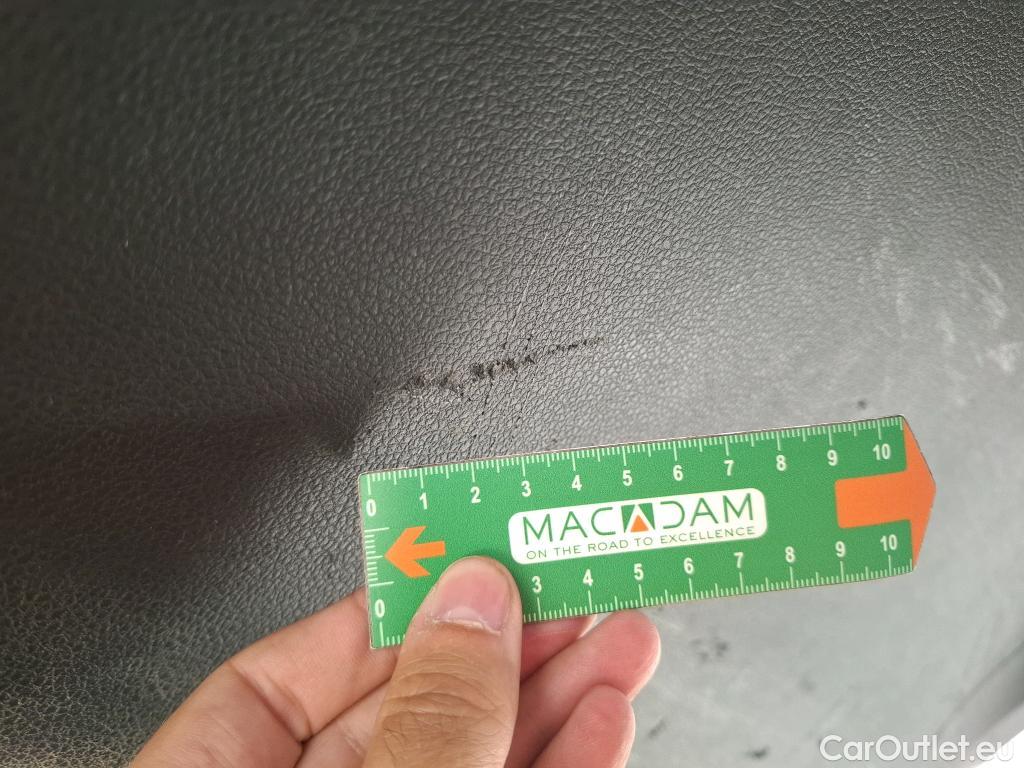 0 1 2 3 4 5 6 7 8 9 10
MACADAM
ON THE ROAD TO EXCELLENCE
0 3 4 5 6 7 8 9 10
CarOutlet.eu